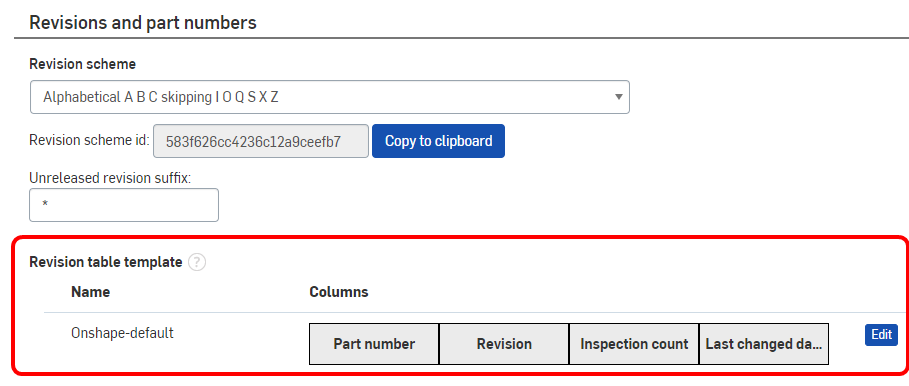 Revisions and part numbers
Revision scheme
Alphabetical A B C skipping I O Q S X Z
Revision scheme id: 583f626cc4236c12a9ceefb7 Copy to clipboard
Unreleased revision suffix:
*
Revision table template ?
Name Columns
Onshape-default Part number Revision Inspection count Last changed da... Edit